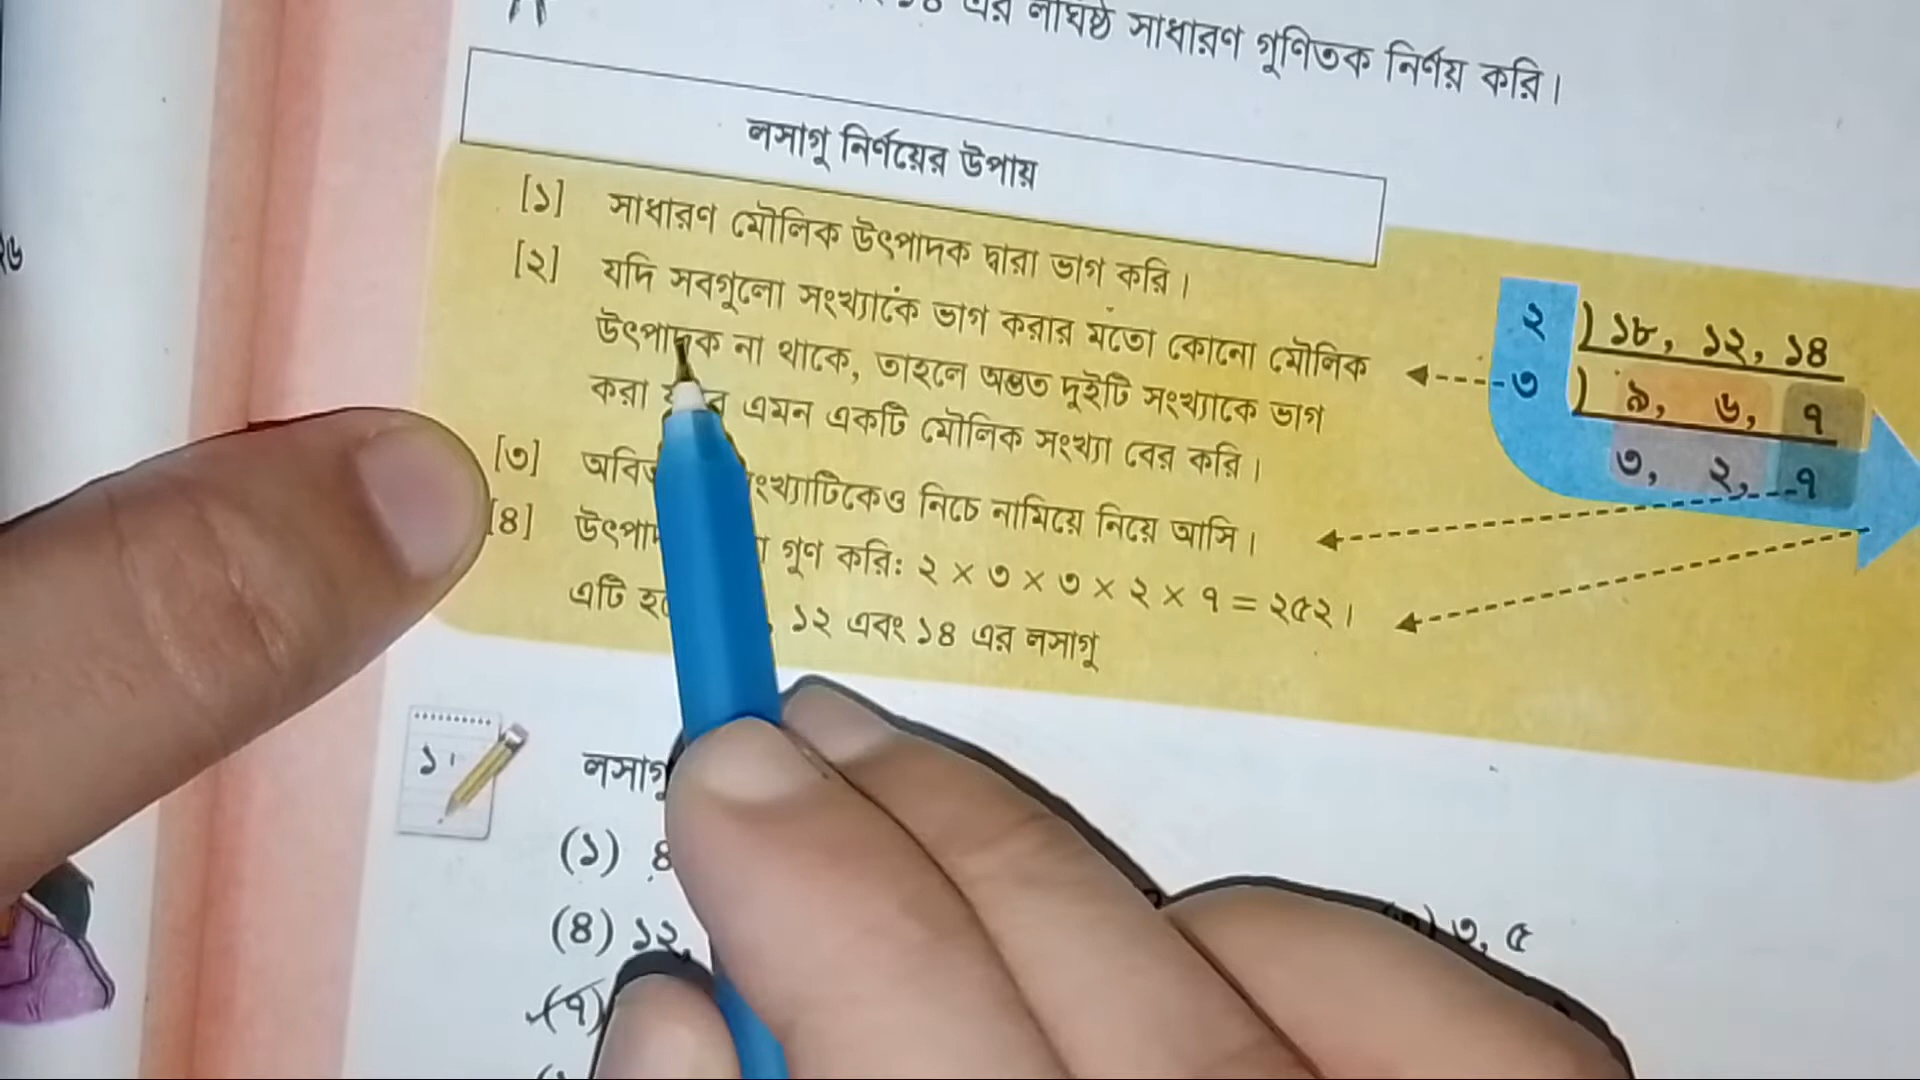 ১৪ এর লঘিষ্ঠ সাধারণ গুণিতক নির্ণয় করি।
লসাগু নির্ণয়ের উপায়
[১] সাধারণ মৌলিক উৎপাদক দ্বারা ভাগ করি।
[২] যদি সবগুলো সংখ্যাকে ভাগ করার মতো কোনো মৌলিক
উৎপাদক না থাকে, তাহলে অন্তত দুইটি সংখ্যাকে ভাগ
করা এমন একটি মৌলিক সংখ্যা বের করি।
[৩] নিচে নামিয়ে নিয়ে আসি।
[৪] গুণ করি: ২ × ৩ × ৩ × ২ × ৭ = ২৫২।
এটি ১২ এবং ১৪ এর লসাগু
২ ) ১৮, ১২, ১৪
৩ ) ৯, ৬, ৭
৩, ২, ৭
১।
লসাগু
(১) ৪
(৪) ১২,
৩, ৫
(৭)